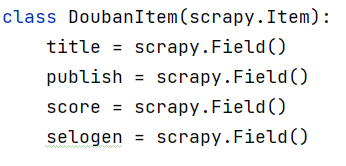 class DoubanItem(scrapy.Item):
    title = scrapy.Field()
    publish = scrapy.Field()
    score = scrapy.Field()
    selogen = scrapy.Field()